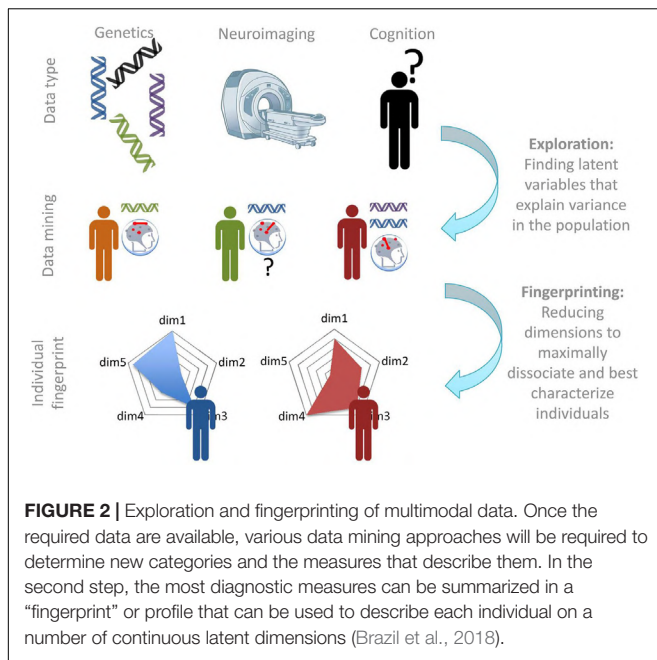 Genetics
Neuroimaging
Cognition
Data type
?
Exploration:
Finding latent
variables that
explain variance
in the population
Data mining
?
Fingerprinting:
Reducing
dimensions to
maximally
dissociate and best
characterize
individuals
Individual
fingerprint
dim1
dim2
dim3
dim4
dim5
dim1
dim2
dim3
dim4
dim5
FIGURE 2 | Exploration and fingerprinting of multimodal data. Once the
required data are available, various data mining approaches will be required to
determine new categories and the measures that describe them. In the
second step, the most diagnostic measures can be summarized in a
“fingerprint” or profile that can be used to describe each individual on a
number of continuous latent dimensions (Brazil et al., 2018).